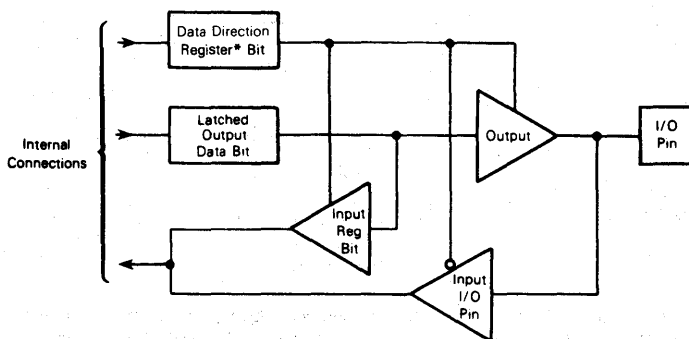 Data Direction
Register* Bit
Latched
Output
Data Bit
Internal
Connections
Output
I/O
Pin
Input
Reg
Bit
Input
I/O
Pin